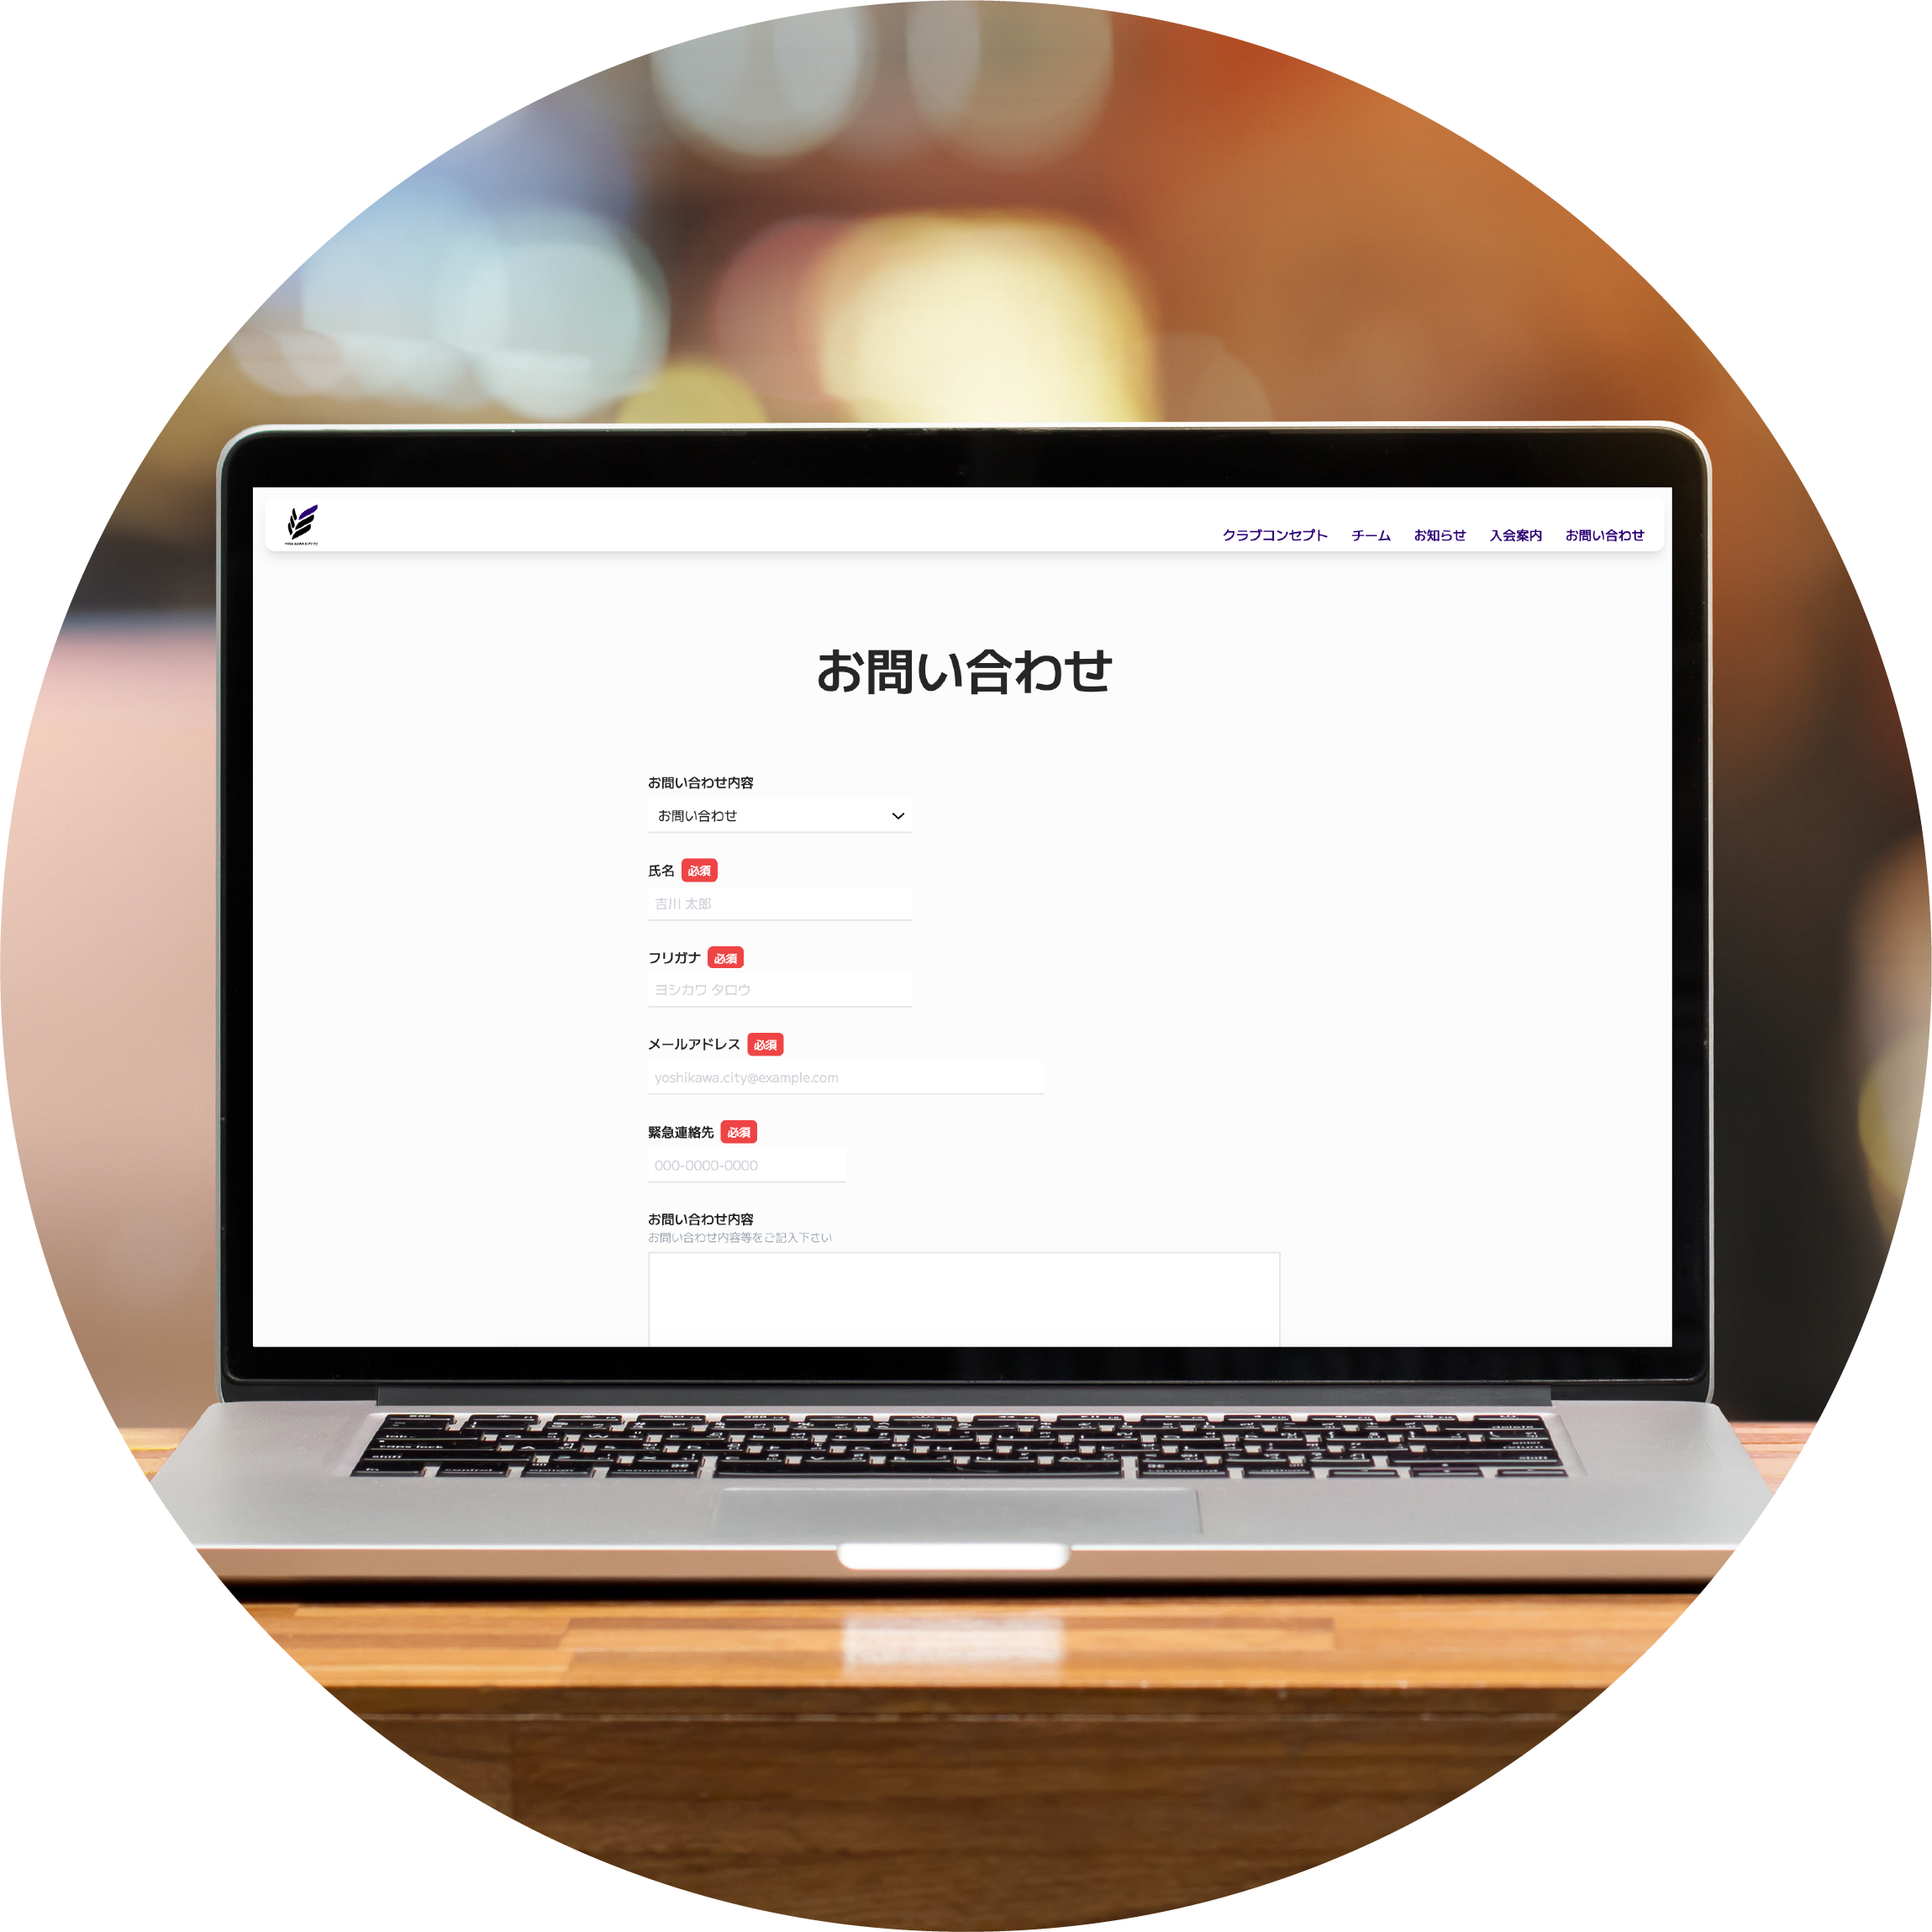 クラブコンセプト チーム お知らせ 入会案内 お問い合わせ
お問い合わせ
お問い合わせ内容
お問い合わせ
氏名 必須
吉川 太郎
フリガナ 必須
ヨシカワ タロウ
メールアドレス 必須
yoshikawa.city@example.com
緊急連絡先 必須
000-0000-0000
お問い合わせ内容
お問い合わせ内容等をご記入下さい